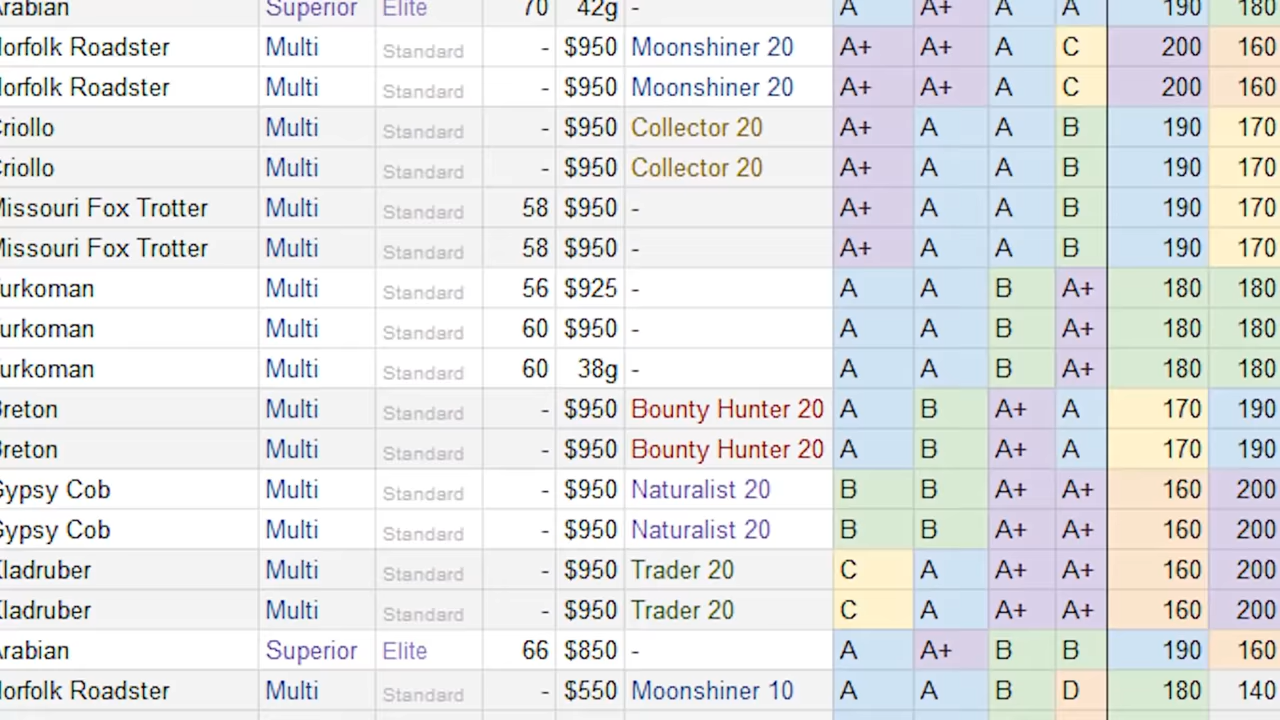 Arabian Superior Elite 70 42g - A A+ A A 190 180
Norfolk Roadster Multi Standard - $950 Moonshiner 20 A+ A+ A C 200 160
Norfolk Roadster Multi Standard - $950 Moonshiner 20 A+ A+ A C 200 160
Criollo Multi Standard - $950 Collector 20 A+ A A B 190 170
Criollo Multi Standard - $950 Collector 20 A+ A A B 190 170
Missouri Fox Trotter Multi Standard 58 $950 - A+ A A B 190 170
Missouri Fox Trotter Multi Standard 58 $950 - A+ A A B 190 170
urkoman Multi Standard 56 $925 - A A B A+ 180 180
urkoman Multi Standard 60 $950 - A A B A+ 180 180
urkoman Multi Standard 60 38g - A A B A+ 180 180
Breton Multi Standard - $950 Bounty Hunter 20 A B A+ A 170 190
Breton Multi Standard - $950 Bounty Hunter 20 A B A+ A 170 190
Gypsy Cob Multi Standard - $950 Naturalist 20 B B A+ A+ 160 200
Gypsy Cob Multi Standard - $950 Naturalist 20 B B A+ A+ 160 200
Kladruber Multi Standard - $950 Trader 20 C A A+ A+ 160 200
Kladruber Multi Standard - $950 Trader 20 C A A+ A+ 160 200
Arabian Superior Elite 66 $850 - A A+ B B 190 160
Norfolk Roadster Multi Standard - $550 Moonshiner 10 A A B D 180 140